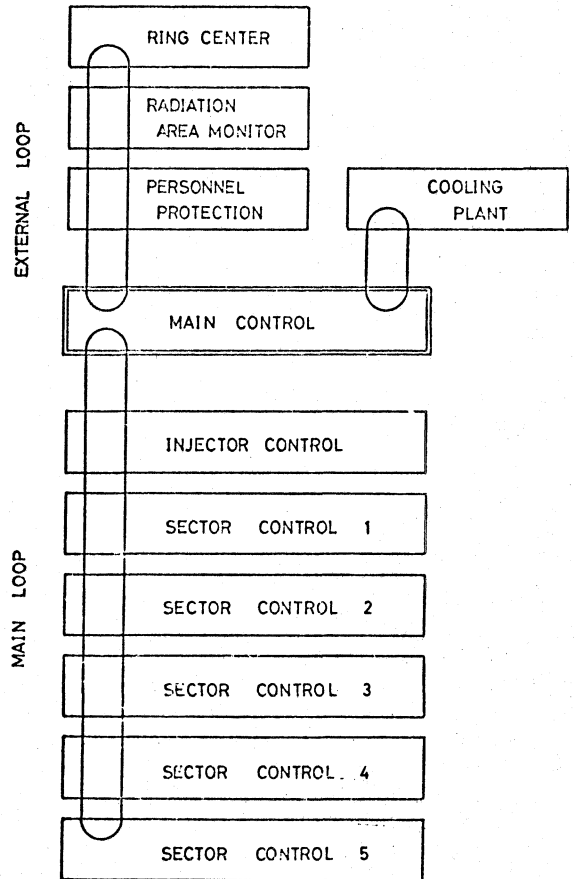 RING CENTER
RADIATION
AREA MONITOR
PERSONNEL
PROTECTION
COOLING
PLANT
EXTERNAL LOOP
MAIN CONTROL
INJECTOR CONTROL
SECTOR CONTROL 1
SECTOR CONTROL 2
MAIN LOOP
SECTOR CONTROL 3
SECTOR CONTROL 4
SECTOR CONTROL 5